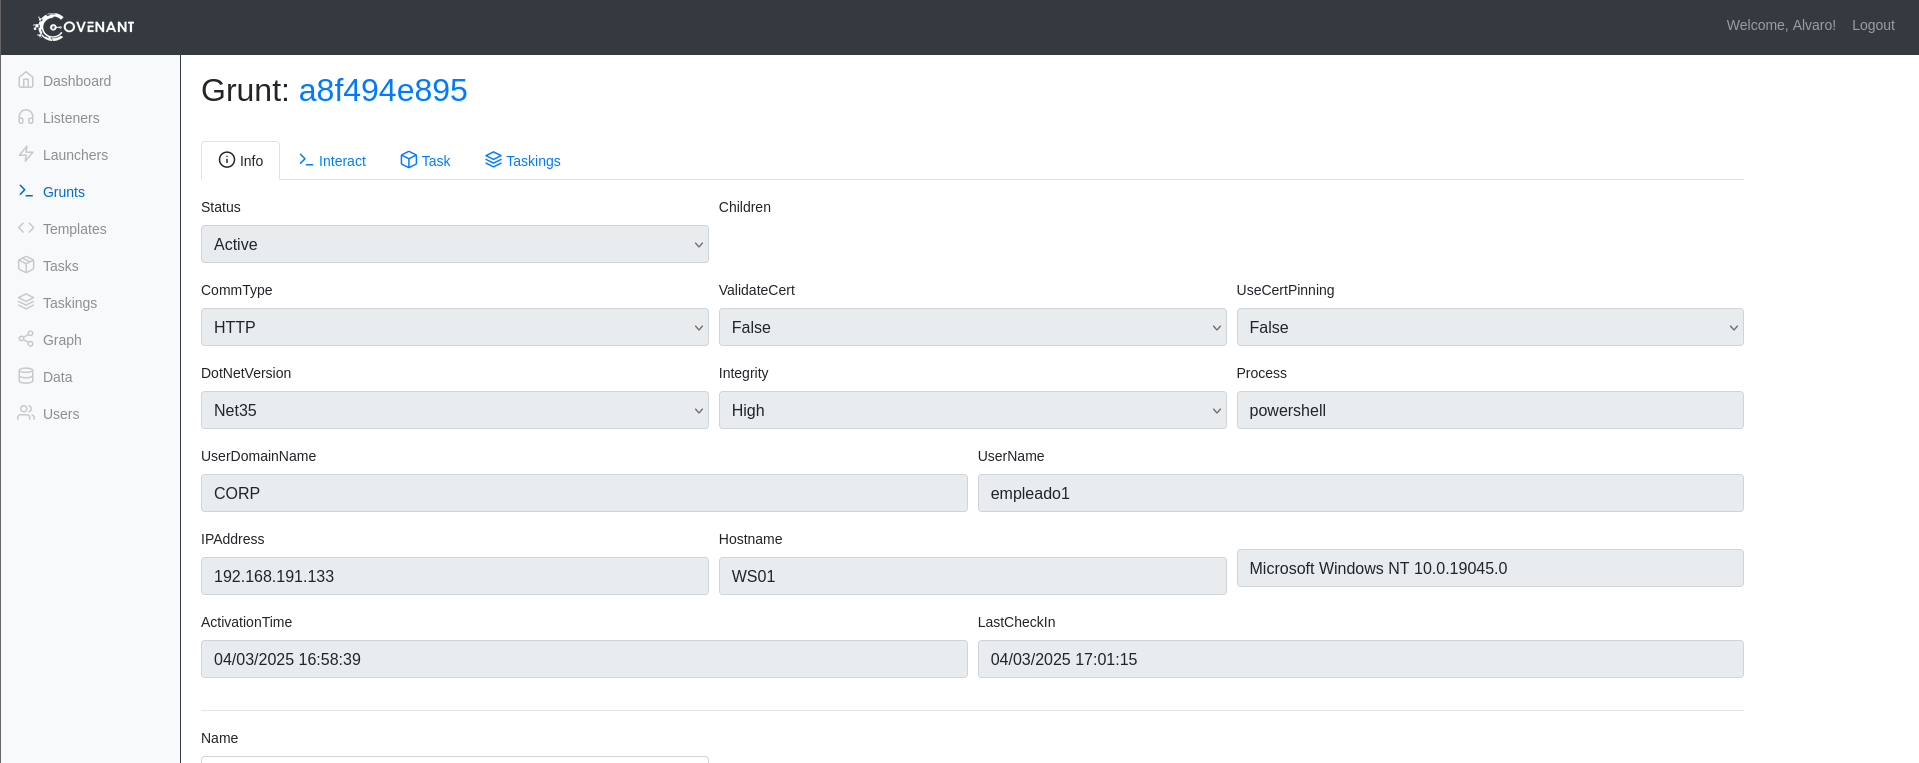 COVENANT
Welcome, Alvaro! Logout
Dashboard
Listeners
Launchers
Grunts
Templates
Tasks
Taskings
Graph
Data
Users
Grunt: a8f494e895
Info Interact Task Taskings
Status Children
Active
CommType ValidateCert UseCertPinning
HTTP False False
DotNetVersion Integrity Process
Net35 High powershell
UserDomainName UserName
CORP empleado1
IPAddress Hostname
192.168.191.133 WS01 Microsoft Windows NT 10.0.19045.0
ActivationTime LastCheckIn
04/03/2025 16:58:39 04/03/2025 17:01:15
Name